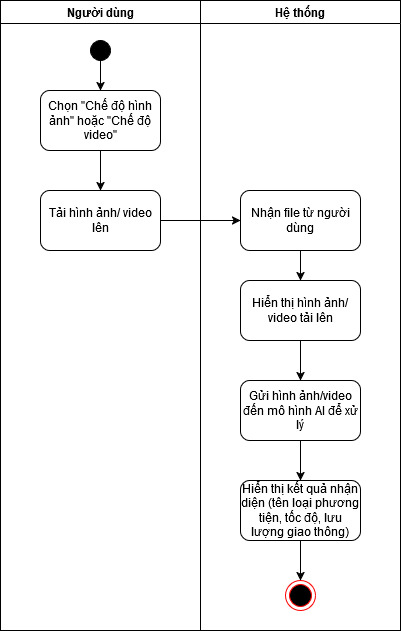 Người dùng
Hệ thống
Chọn "Chế độ hình
ảnh" hoặc "Chế độ
video"
Tải hình ảnh/ video
lên
Nhận file từ người
dùng
Hiển thị hình ảnh/
video tải lên
Gửi hình ảnh/video
đến mô hình AI để xử
lý
Hiển thị kết quả nhận
diện (tên loại phương
tiện, tốc độ, lưu
lượng giao thông)